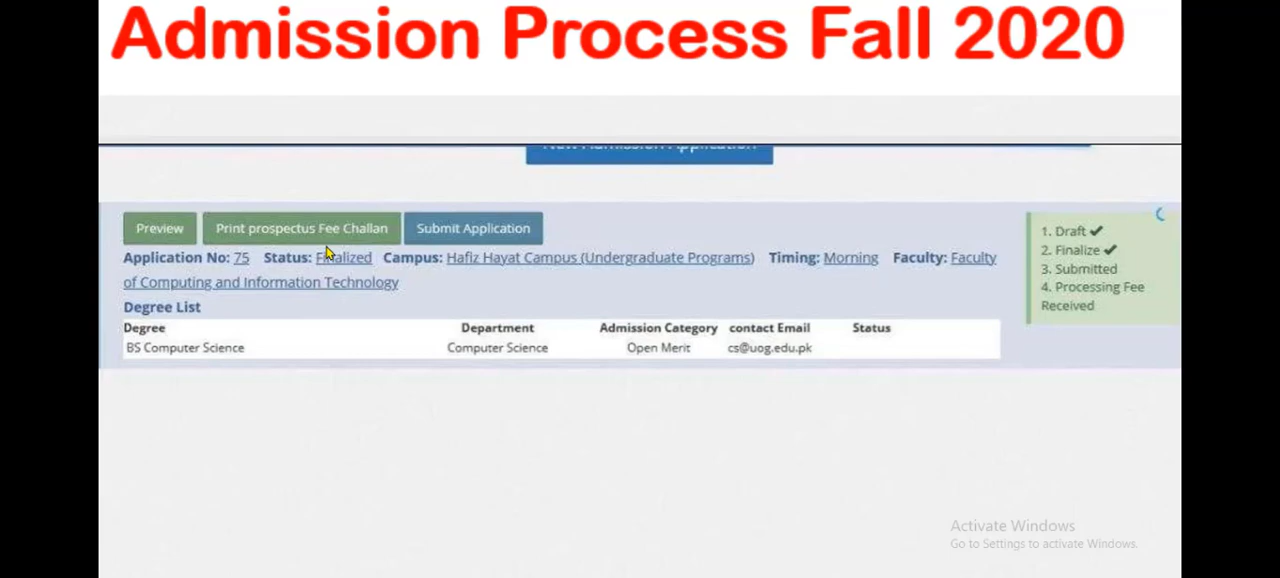 Admission Process Fall 2020
New Admission Application
Preview Print prospectus Fee Challan Submit Application
Application No: 75 Status: Finalized Campus: Hafiz Hayat Campus (Undergraduate Programs) Timing: Morning Faculty: Faculty
of Computing and Information Technology
Degree List
Degree Department Admission Category contact Email Status
BS Computer Science Computer Science Open Merit cs@uog.edu.pk
1. Draft ✔
2. Finalize ✔
3. Submitted
4. Processing Fee
Received
Activate Windows
Go to Settings to activate Windows.